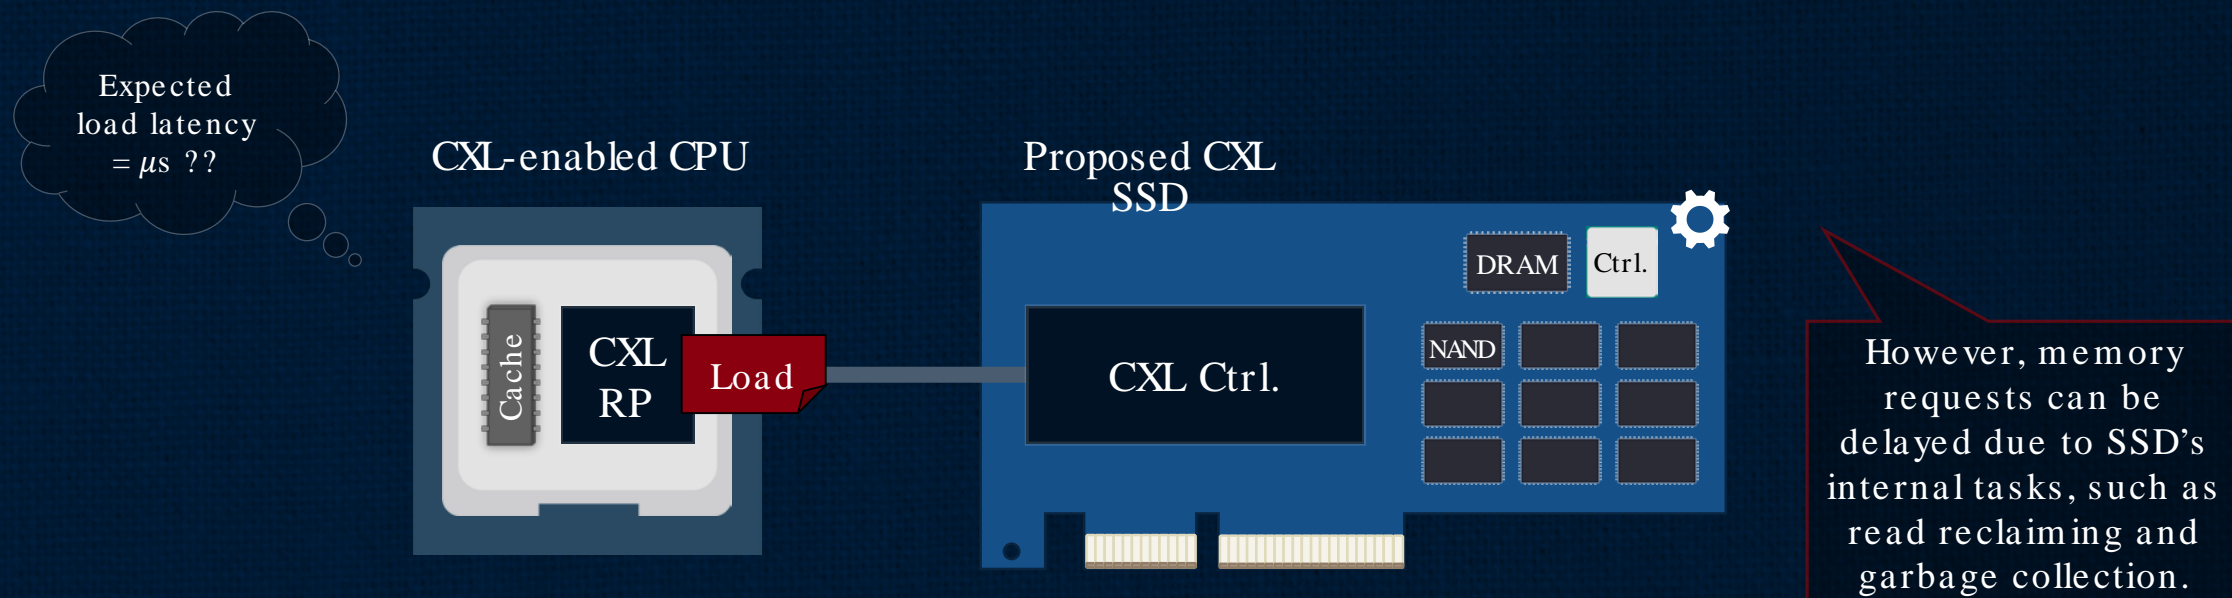 Expected
load latency
= μs ??
CXL-enabled CPU
Proposed CXL
SSD
Cache
CXL
RP
Load
CXL Ctrl.
DRAM
Ctrl.
NAND
However, memory
requests can be
delayed due to SSD’s
internal tasks, such as
read reclaiming and
garbage collection.